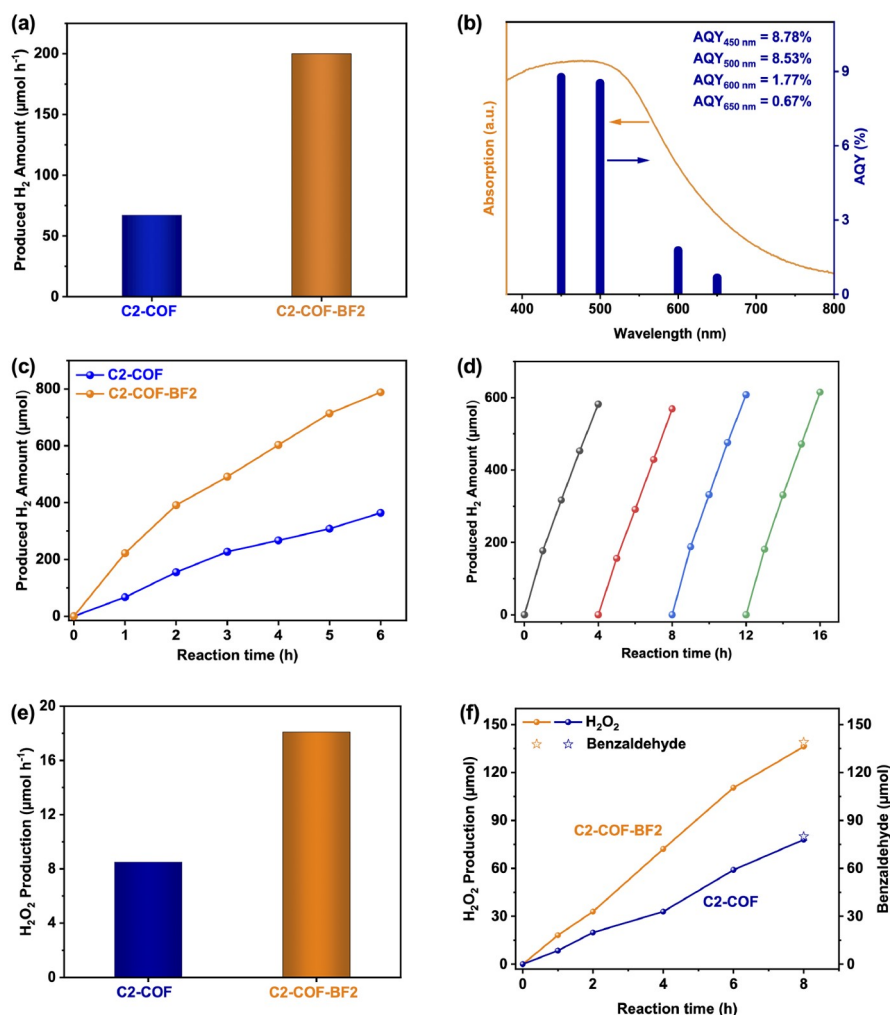 (a)
Produced H₂ Amount (μmol h⁻¹)
200
150
100
50
0
C2-COF
C2-COF-BF2
(b)
Absorption (a.u.)
AQY450 nm = 8.78%
AQY500 nm = 8.53%
AQY600 nm = 1.77%
AQY650 nm = 0.67%
9
6
3
0
AQY (%)
400 500 600 700 800
Wavelength (nm)
(c)
C2-COF
C2-COF-BF2
Produced H₂ Amount (μmol)
800
600
400
200
0
0 1 2 3 4 5 6
Reaction time (h)
(d)
Produced H₂ Amount (μmol)
600
400
200
0
0 4 8 12 16
Reaction time (h)
(e)
H₂O₂ Production (μmol h⁻¹)
20
16
12
8
4
0
C2-COF
C2-COF-BF2
(f)
H₂O₂
Benzaldehyde
H₂O₂ Production (μmol)
150
120
90
60
30
0
C2-COF-BF2
C2-COF
150
120
90
60
30
0
Benzaldehyde (μmol)
0 2 4 6 8
Reaction time (h)